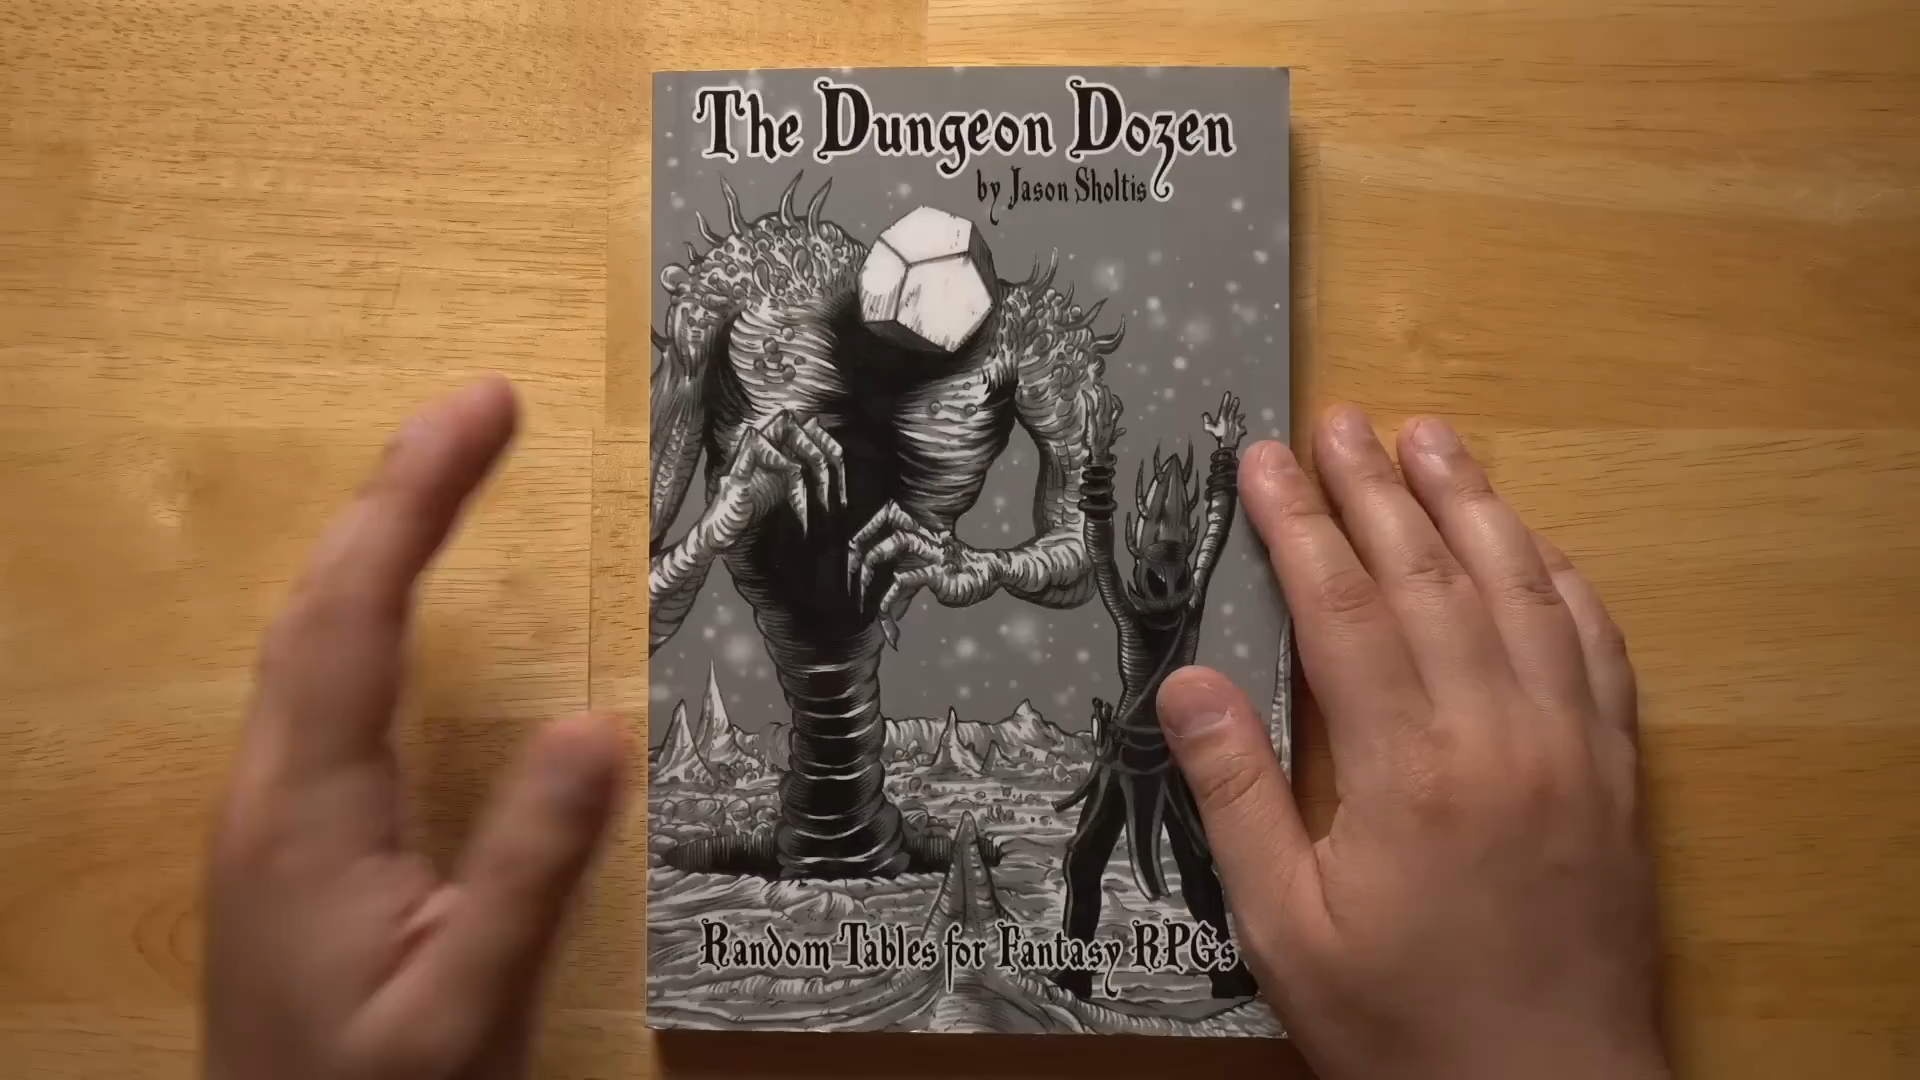 The Dungeon Dozen
by Jason Sholtis
Random Tables for Fantasy RPGs